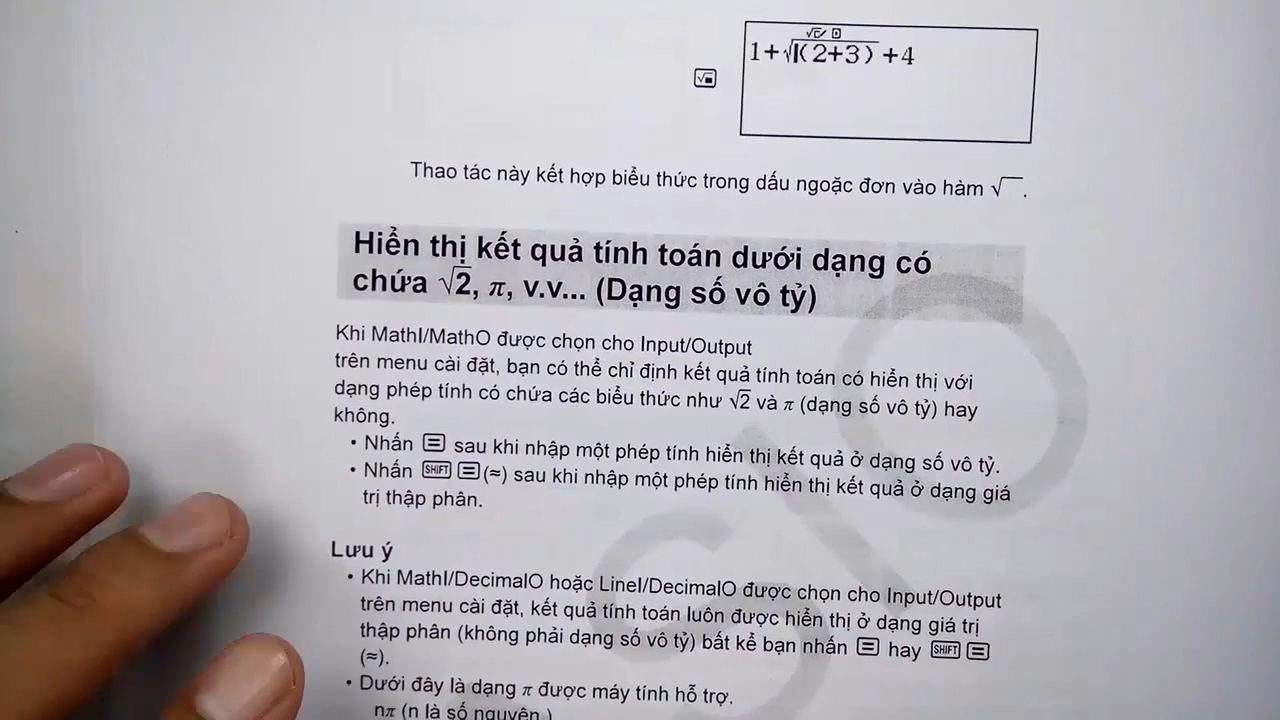 √▱/ D
1+√|(2+3) +4
√■
Thao tác này kết hợp biểu thức trong dấu ngoặc đơn vào hàm √ .
Hiển thị kết quả tính toán dưới dạng có
chứa √2, π, v.v... (Dạng số vô tỷ)
Khi MathI/MathO được chọn cho Input/Output
trên menu cài đặt, bạn có thể chỉ định kết quả tính toán có hiển thị với
dạng phép tính có chứa các biểu thức như √2 và π (dạng số vô tỷ) hay
không.
• Nhấn = sau khi nhập một phép tính hiển thị kết quả ở dạng số vô tỷ.
• Nhấn SHIFT =(≈) sau khi nhập một phép tính hiển thị kết quả ở dạng giá
trị thập phân.
Lưu ý
• Khi MathI/DecimalO hoặc LineI/DecimalO được chọn cho Input/Output
trên menu cài đặt, kết quả tính toán luôn được hiển thị ở dạng giá trị
thập phân (không phải dạng số vô tỷ) bất kể bạn nhấn = hay SHIFT =
(≈).
• Dưới đây là dạng π được máy tính hỗ trợ.
nπ (n là số nguyên )